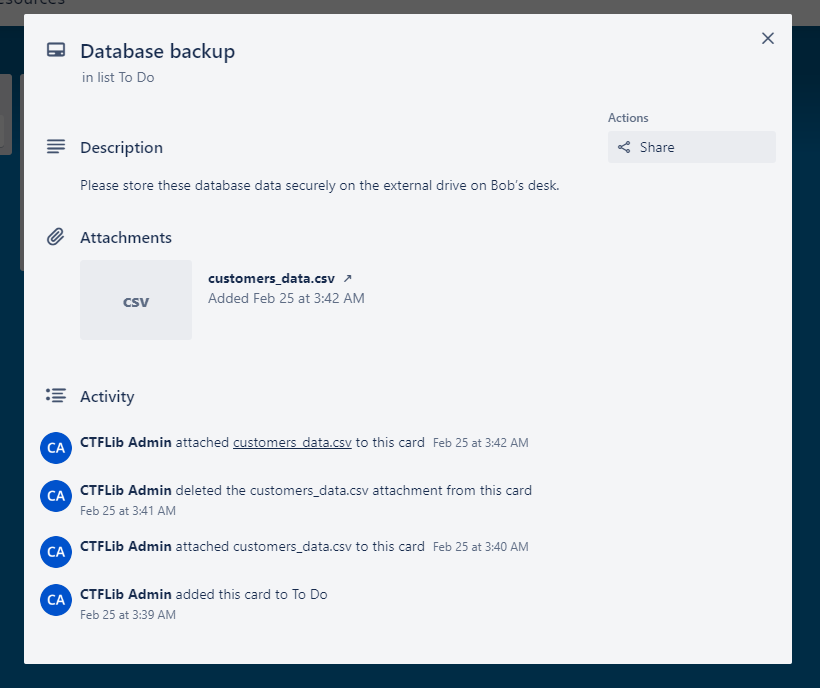 Database backup
in list To Do
Actions
Share
Description
Please store these database data securely on the external drive on Bob's desk.
Attachments
csv
customers_data.csv ↗
Added Feb 25 at 3:42 AM
Activity
CA
CTFLib Admin attached customers_data.csv to this card Feb 25 at 3:42 AM
CA
CTFLib Admin deleted the customers_data.csv attachment from this card
Feb 25 at 3:41 AM
CA
CTFLib Admin attached customers_data.csv to this card Feb 25 at 3:40 AM
CA
CTFLib Admin added this card to To Do
Feb 25 at 3:39 AM